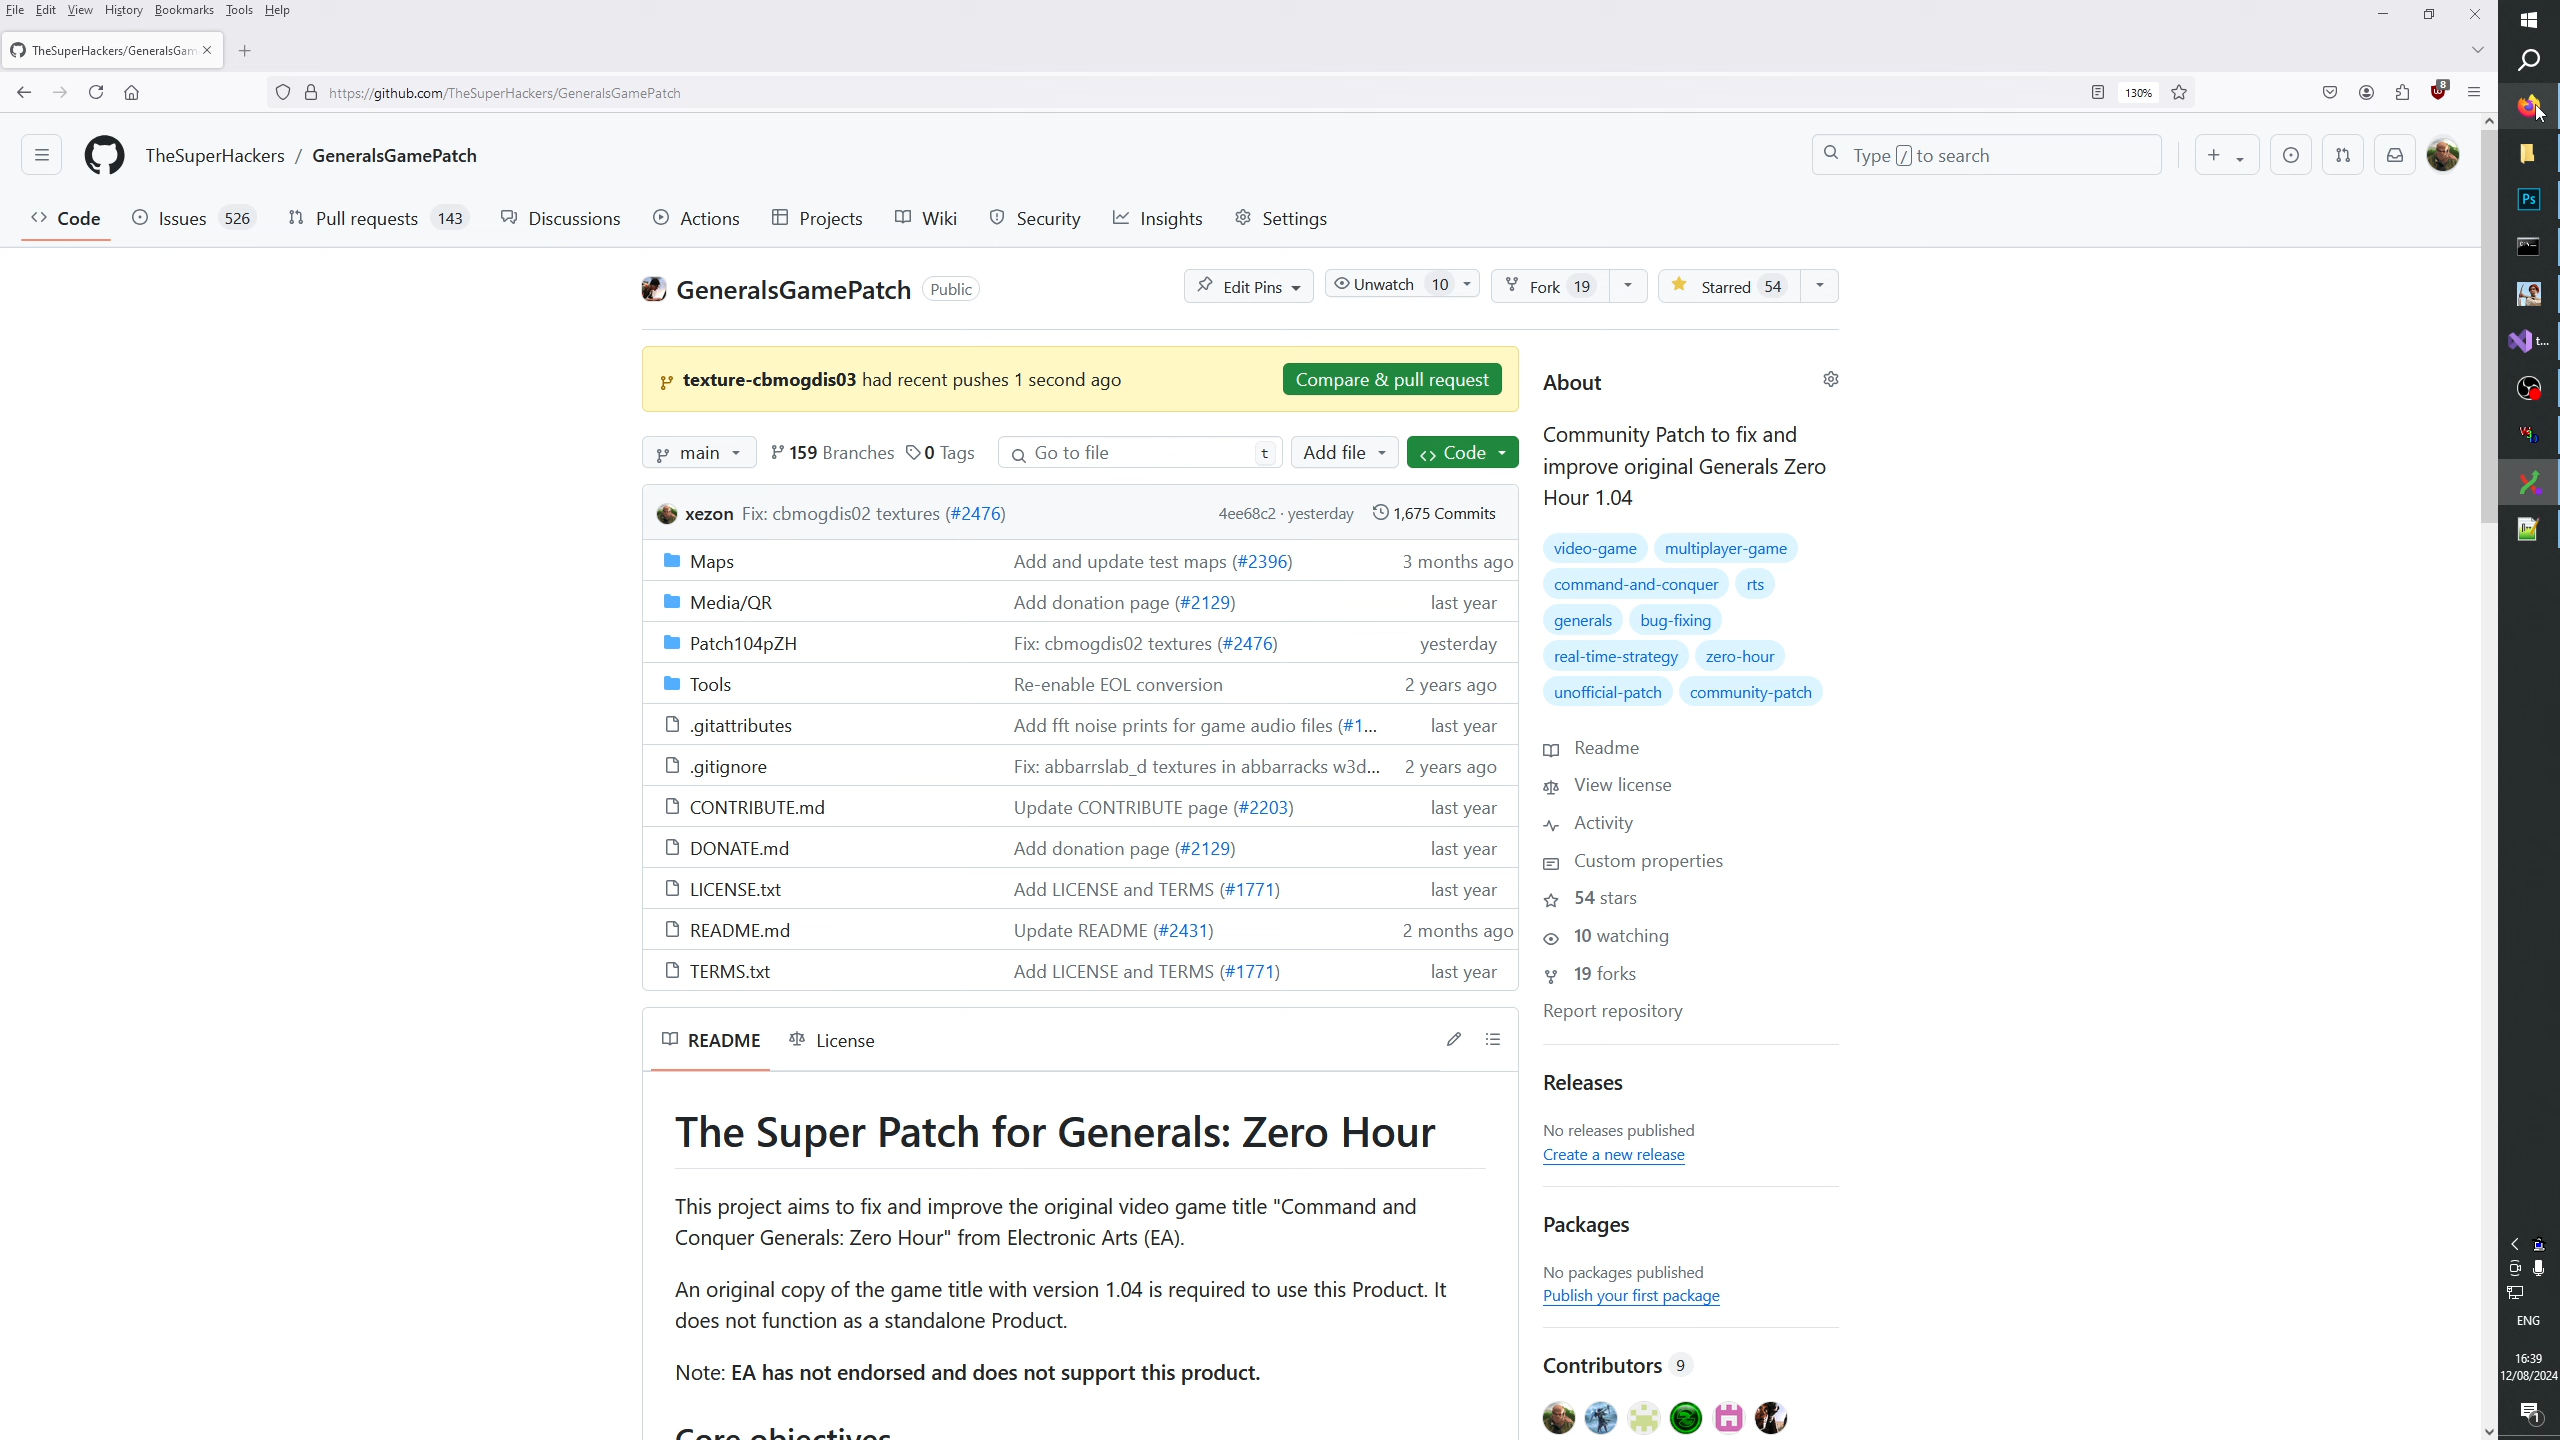 File Edit View History Bookmarks Tools Help
TheSuperHackers/GeneralsGam
https://github.com/TheSuperHackers/GeneralsGamePatch 130% 8
TheSuperHackers / GeneralsGamePatch Type / to search
Code Issues 526 Pull requests 143 Discussions Actions Projects Wiki Security Insights Settings
GeneralsGamePatch Public Edit Pins Unwatch 10 Fork 19 Starred 54
texture-cbmogdis03 had recent pushes 1 second ago Compare & pull request
main 159 Branches 0 Tags Go to file t Add file Code
xezon Fix: cbmogdis02 textures (#2476) 4ee68c2 · yesterday 1,675 Commits
Maps Add and update test maps (#2396) 3 months ago
Media/QR Add donation page (#2129) last year
Patch104pZH Fix: cbmogdis02 textures (#2476) yesterday
Tools Re-enable EOL conversion 2 years ago
.gitattributes Add fft noise prints for game audio files (#1... last year
.gitignore Fix: abbarrslab_d textures in abbarracks w3d... 2 years ago
CONTRIBUTE.md Update CONTRIBUTE page (#2203) last year
DONATE.md Add donation page (#2129) last year
LICENSE.txt Add LICENSE and TERMS (#1771) last year
README.md Update README (#2431) 2 months ago
TERMS.txt Add LICENSE and TERMS (#1771) last year
README License
The Super Patch for Generals: Zero Hour
This project aims to fix and improve the original video game title "Command and
Conquer Generals: Zero Hour" from Electronic Arts (EA).
An original copy of the game title with version 1.04 is required to use this Product. It
does not function as a standalone Product.
Note: EA has not endorsed and does not support this product.
Core objectives
About
Community Patch to fix and
improve original Generals Zero
Hour 1.04
video-game multiplayer-game
command-and-conquer rts
generals bug-fixing
real-time-strategy zero-hour
unofficial-patch community-patch
Readme
View license
Activity
Custom properties
54 stars
10 watching
19 forks
Report repository
Releases
No releases published
Create a new release
Packages
No packages published
Publish your first package
Contributors 9
Ps
t...
ENG
16:39
12/08/2024
1